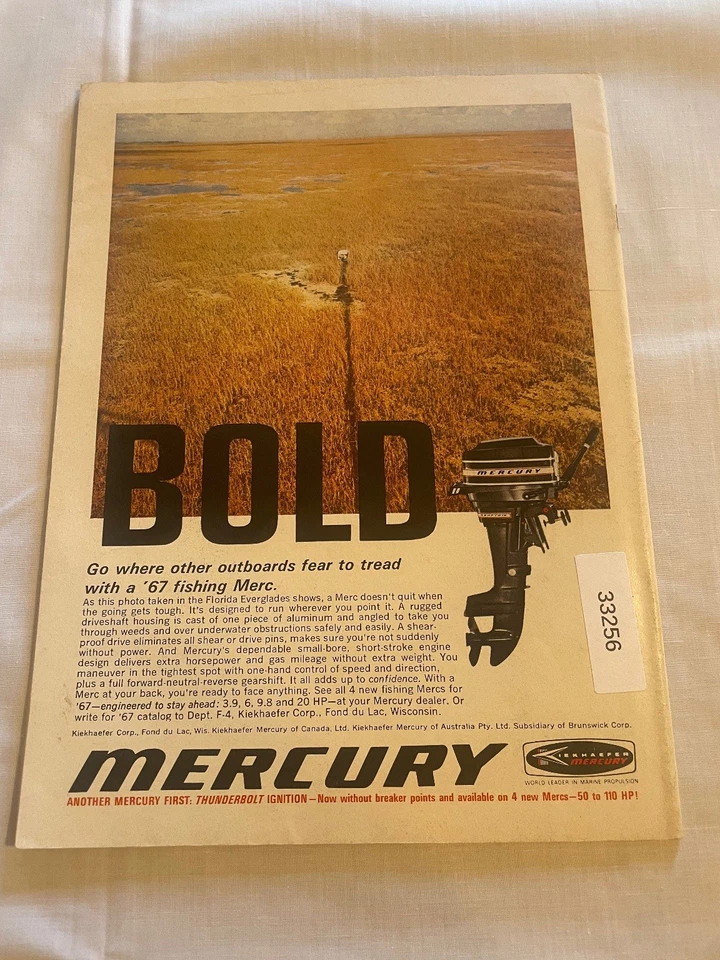 BOLD
MERCURY
Go where other outboards fear to tread
with a '67 fishing Merc.
As this photo taken in the Florida Everglades shows, a Merc doesn't quit when
the going gets tough. It's designed to run wherever you point it. A rugged
driveshaft housing is cast of one piece of aluminum and angled to take you
through weeds and over underwater obstructions safely and easily. A shear-
proof drive eliminates all shear or drive pins, makes sure you're not suddenly
without power. And Mercury's dependable small-bore, short-stroke engine
design delivers extra horsepower and gas mileage without extra weight. You
maneuver in the tightest spot with one-hand control of speed and direction,
plus a full forward-neutral-reverse gearshift. It all adds up to confidence. With a
Merc at your back, you're ready to face anything. See all 4 new fishing Mercs for
'67—engineered to stay ahead: 3.9, 6, 9.8 and 20 HP—at your Mercury dealer. Or
write for '67 catalog to Dept. F-4, Kiekhaefer Corp., Fond du Lac, Wisconsin.
33256
Kiekhaefer Corp., Fond du Lac, Wis. Kiekhaefer Mercury of Canada, Ltd. Kiekhaefer Mercury of Australia Pty. Ltd. Subsidiary of Brunswick Corp.
MERCURY
KIEKHAEFER
MERCURY
WORLD LEADER IN MARINE PROPULSION
ANOTHER MERCURY FIRST: THUNDERBOLT IGNITION—Now without breaker points and available on 4 new Mercs—50 to 110 HP!